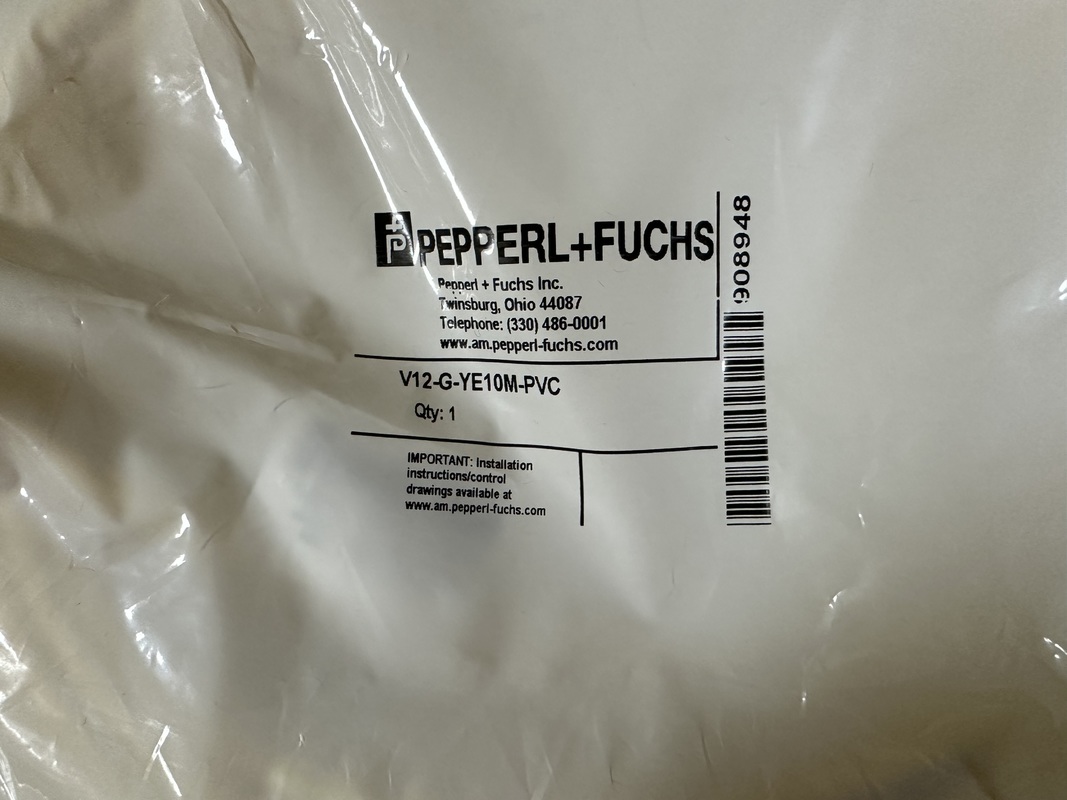 PEPPERL+FUCHS
Pepperl + Fuchs Inc.
Twinsburg, Ohio 44087
Telephone: (330) 486-0001
www.am.pepperl-fuchs.com
V12-G-YE10M-PVC
Qty: 1
IMPORTANT: Installation
instructions/control
drawings available at
www.am.pepperl-fuchs.com
908948